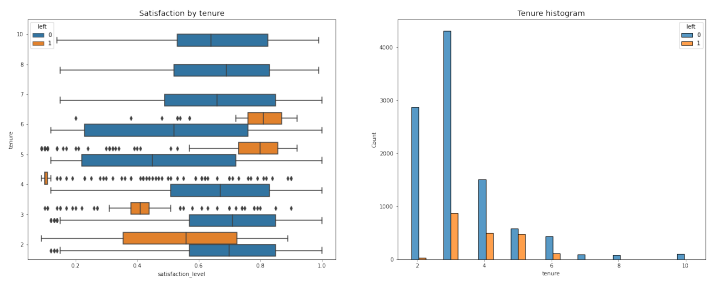 Satisfaction by tenure
left
0
1
10
8
7
6
5
4
3
2
tenure
0.2 0.4 0.6 0.8 1.0
satisfaction_level
Tenure histogram
left
0
1
4000
3000
2000
1000
0
Count
2 4 6 8 10
tenure